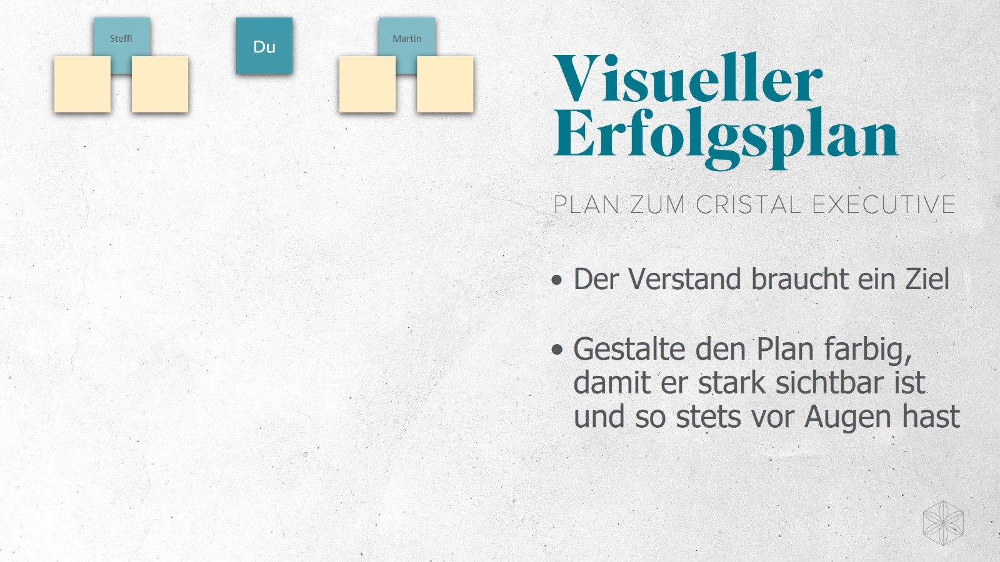 Steffi
Du
Martin
Visueller
Erfolgsplan
PLAN ZUM CRISTAL EXECUTIVE
• Der Verstand braucht ein Ziel
• Gestalte den Plan farbig,
damit er stark sichtbar ist
und so stets vor Augen hast